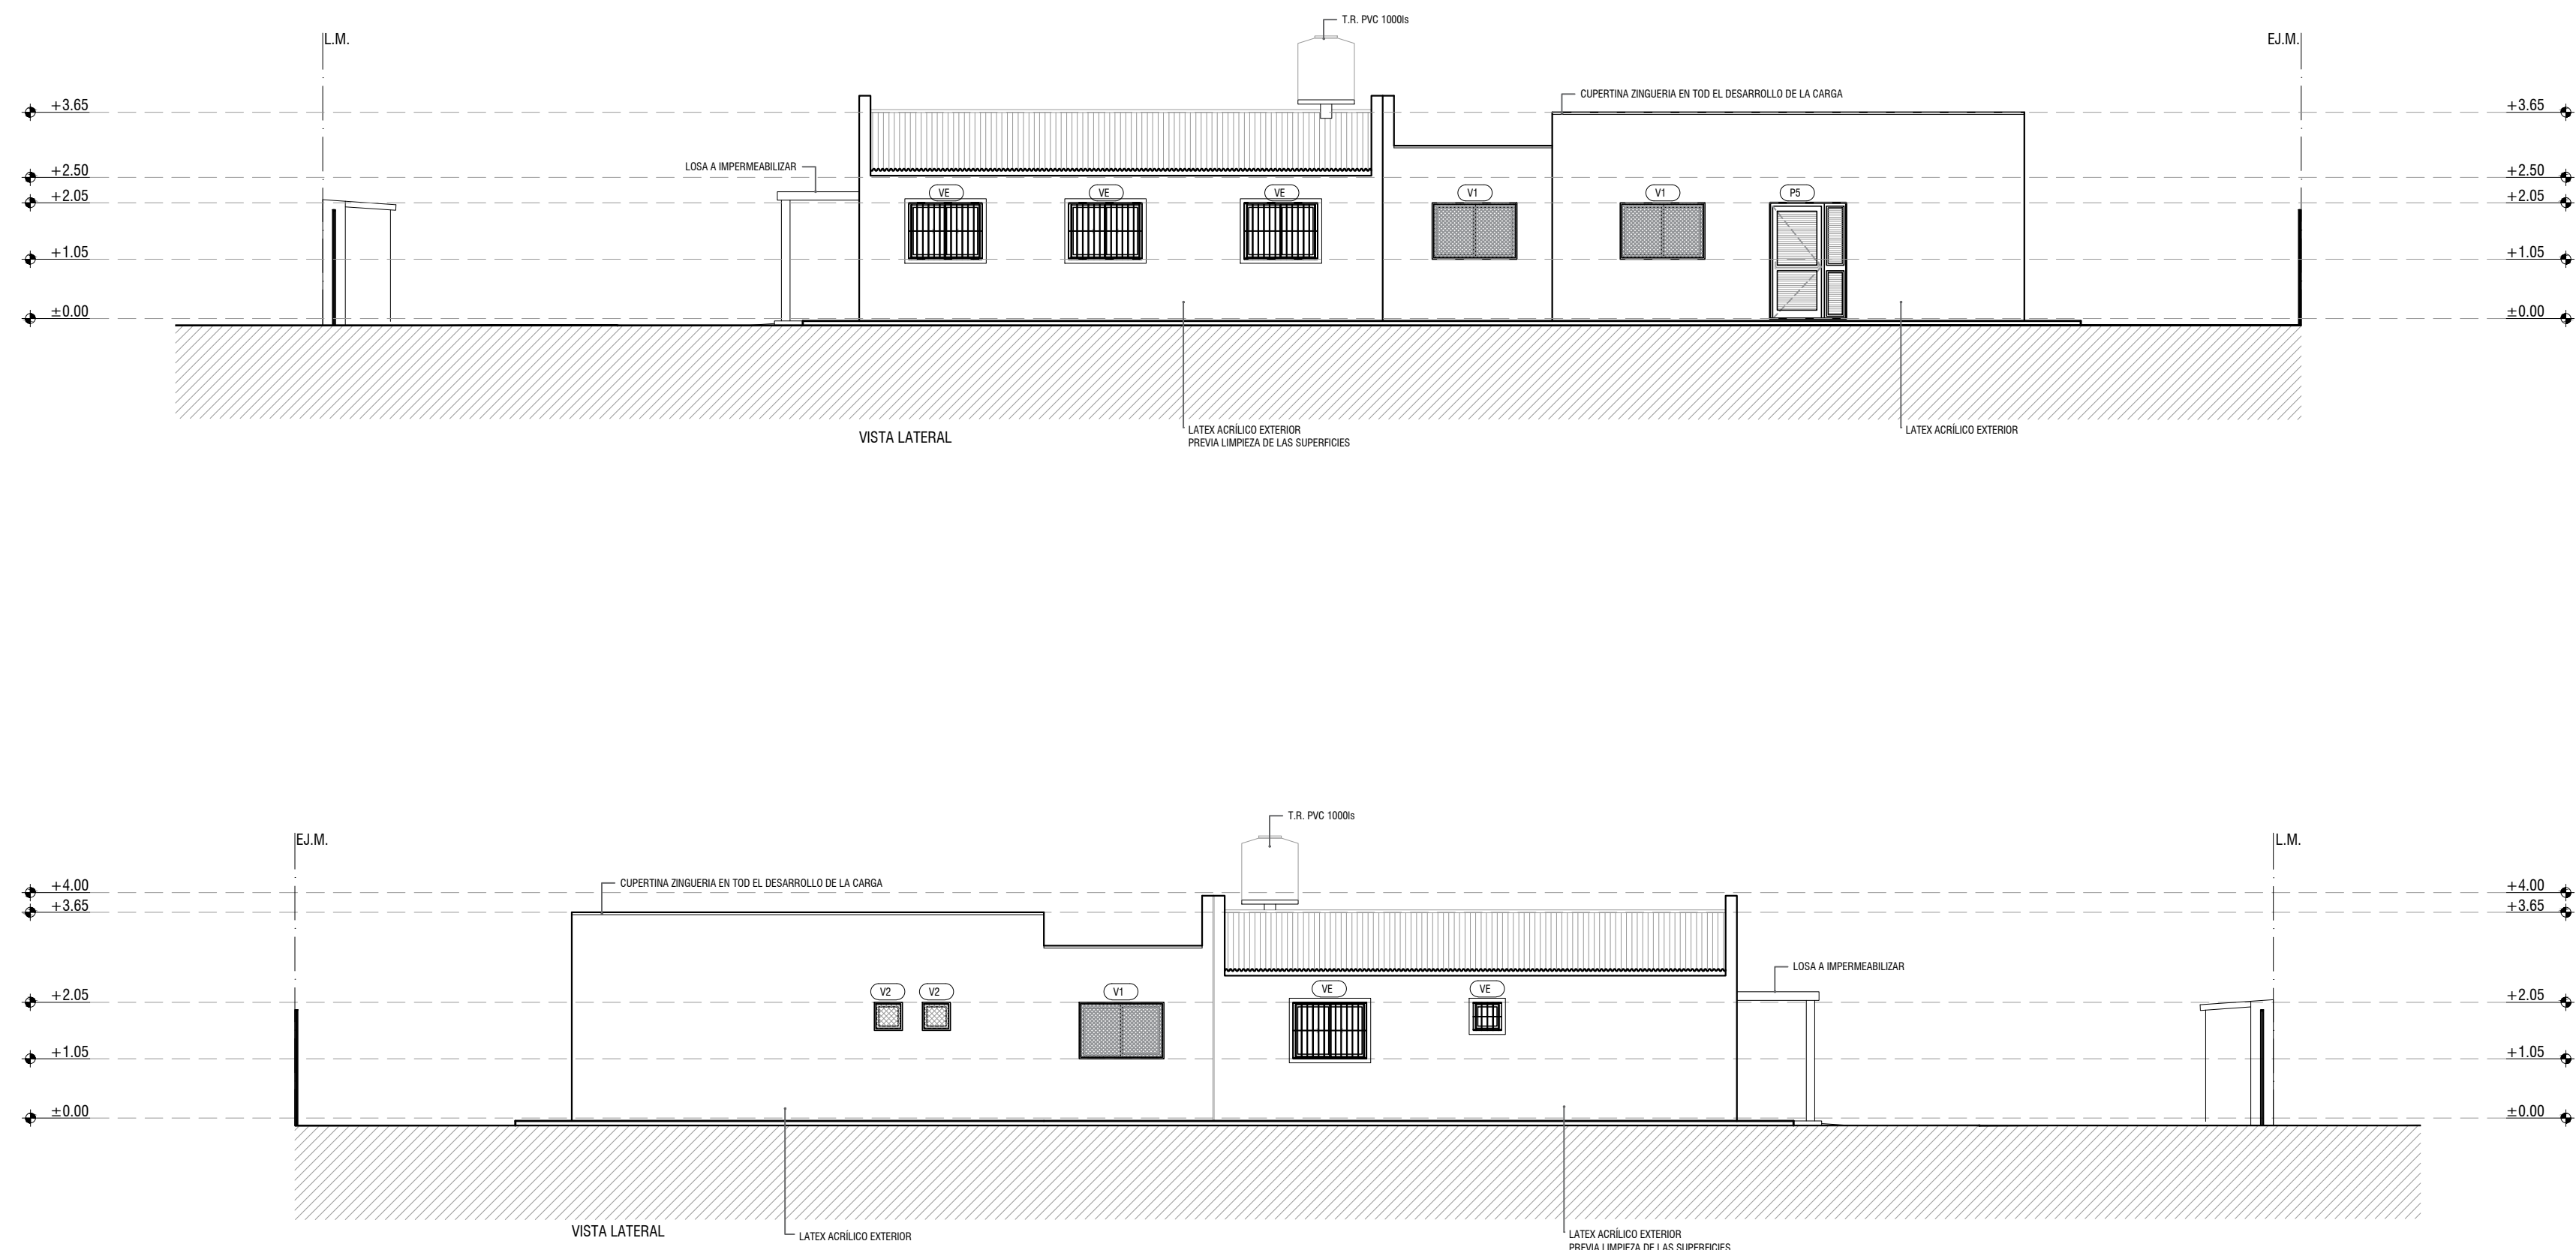 T.R. PVC 1000ls
L.M.
EJ.M.
CUPERTINA ZINGUERIA EN TOD EL DESARROLLO DE LA CARGA
+3.65
+3.65
LOSA A IMPERMEABILIZAR
+2.50
+2.50
VE
VE
VE
V1
V1
P5
+2.05
+2.05
+1.05
+1.05
±0.00
±0.00
VISTA LATERAL
LATEX ACRÍLICO EXTERIOR
PREVIA LIMPIEZA DE LAS SUPERFICIES
LATEX ACRÍLICO EXTERIOR
T.R. PVC 1000ls
EJ.M.
L.M.
CUPERTINA ZINGUERIA EN TOD EL DESARROLLO DE LA CARGA
+4.00
+4.00
+3.65
+3.65
LOSA A IMPERMEABILIZAR
V2
V2
V1
VE
VE
+2.05
+2.05
+1.05
+1.05
±0.00
±0.00
VISTA LATERAL
LATEX ACRÍLICO EXTERIOR
LATEX ACRÍLICO EXTERIOR
PREVIA LIMPIEZA DE LAS SUPERFICIES